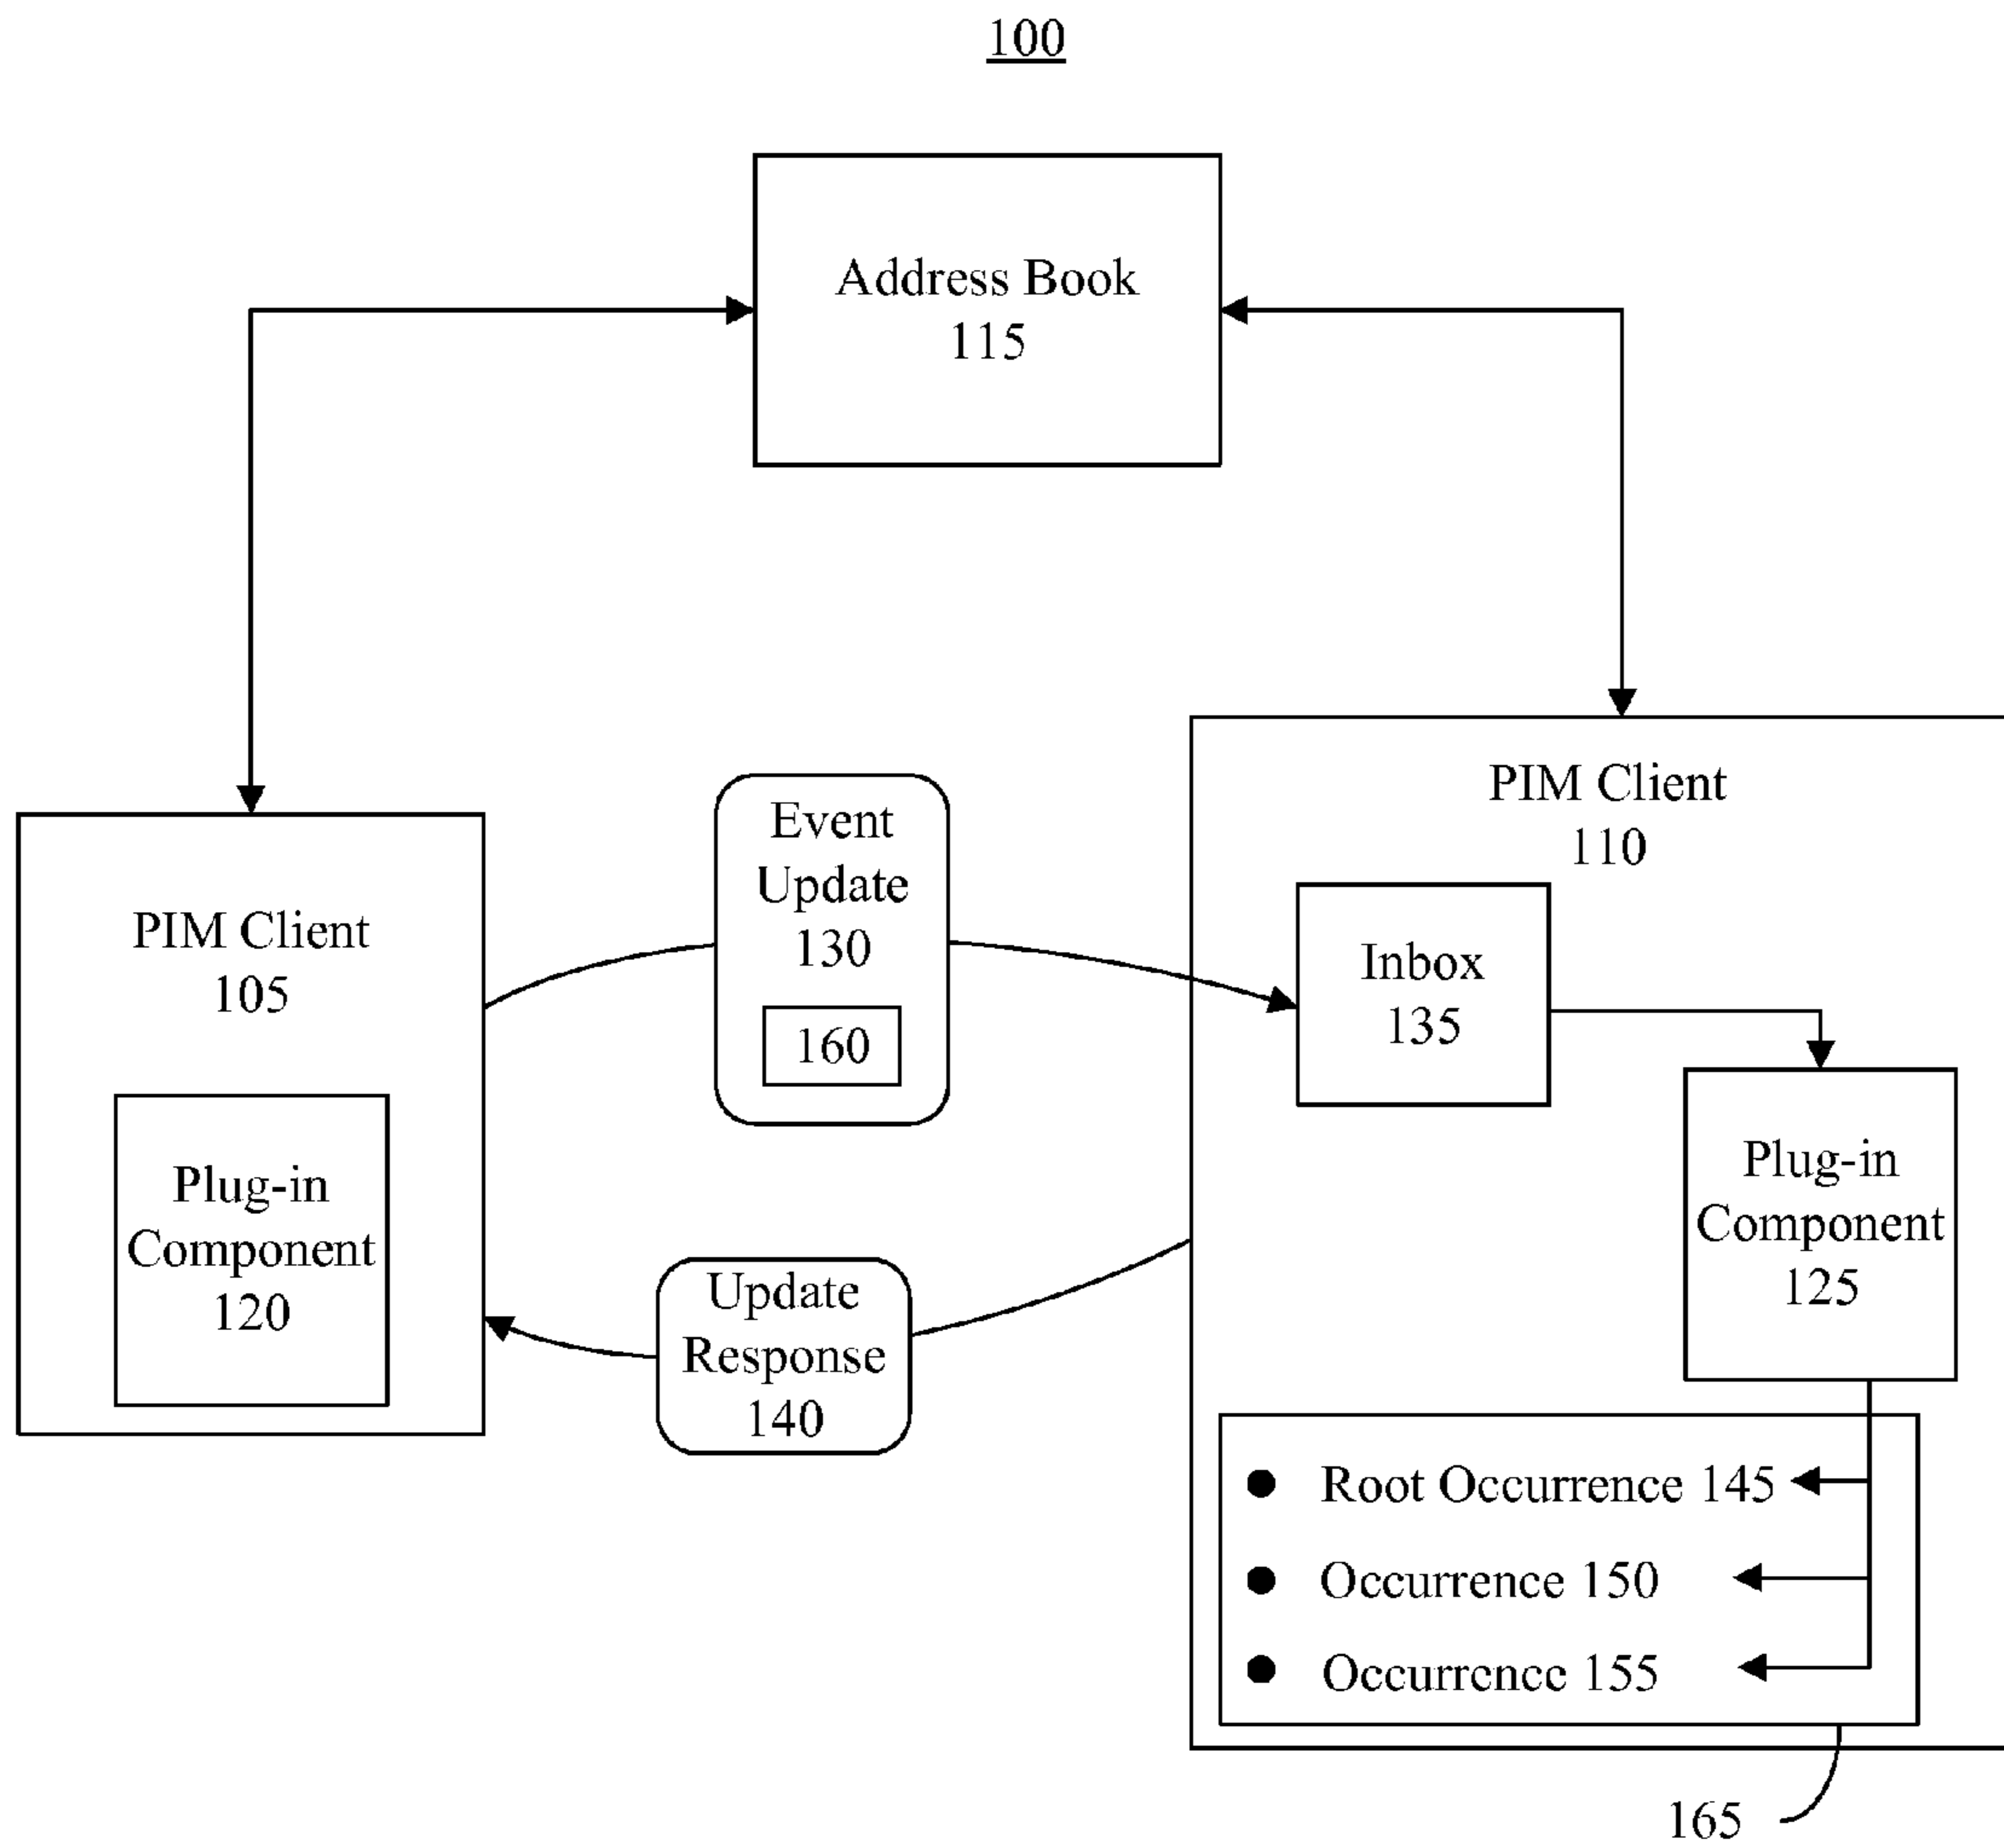 100
Address Book
115
PIM Client
105
Plug-in
Component
120
Event
Update
130
160
Update
Response
140
PIM Client
110
Inbox
135
Plug-in
Component
125
Root Occurrence 145
Occurrence 150
Occurrence 155
165